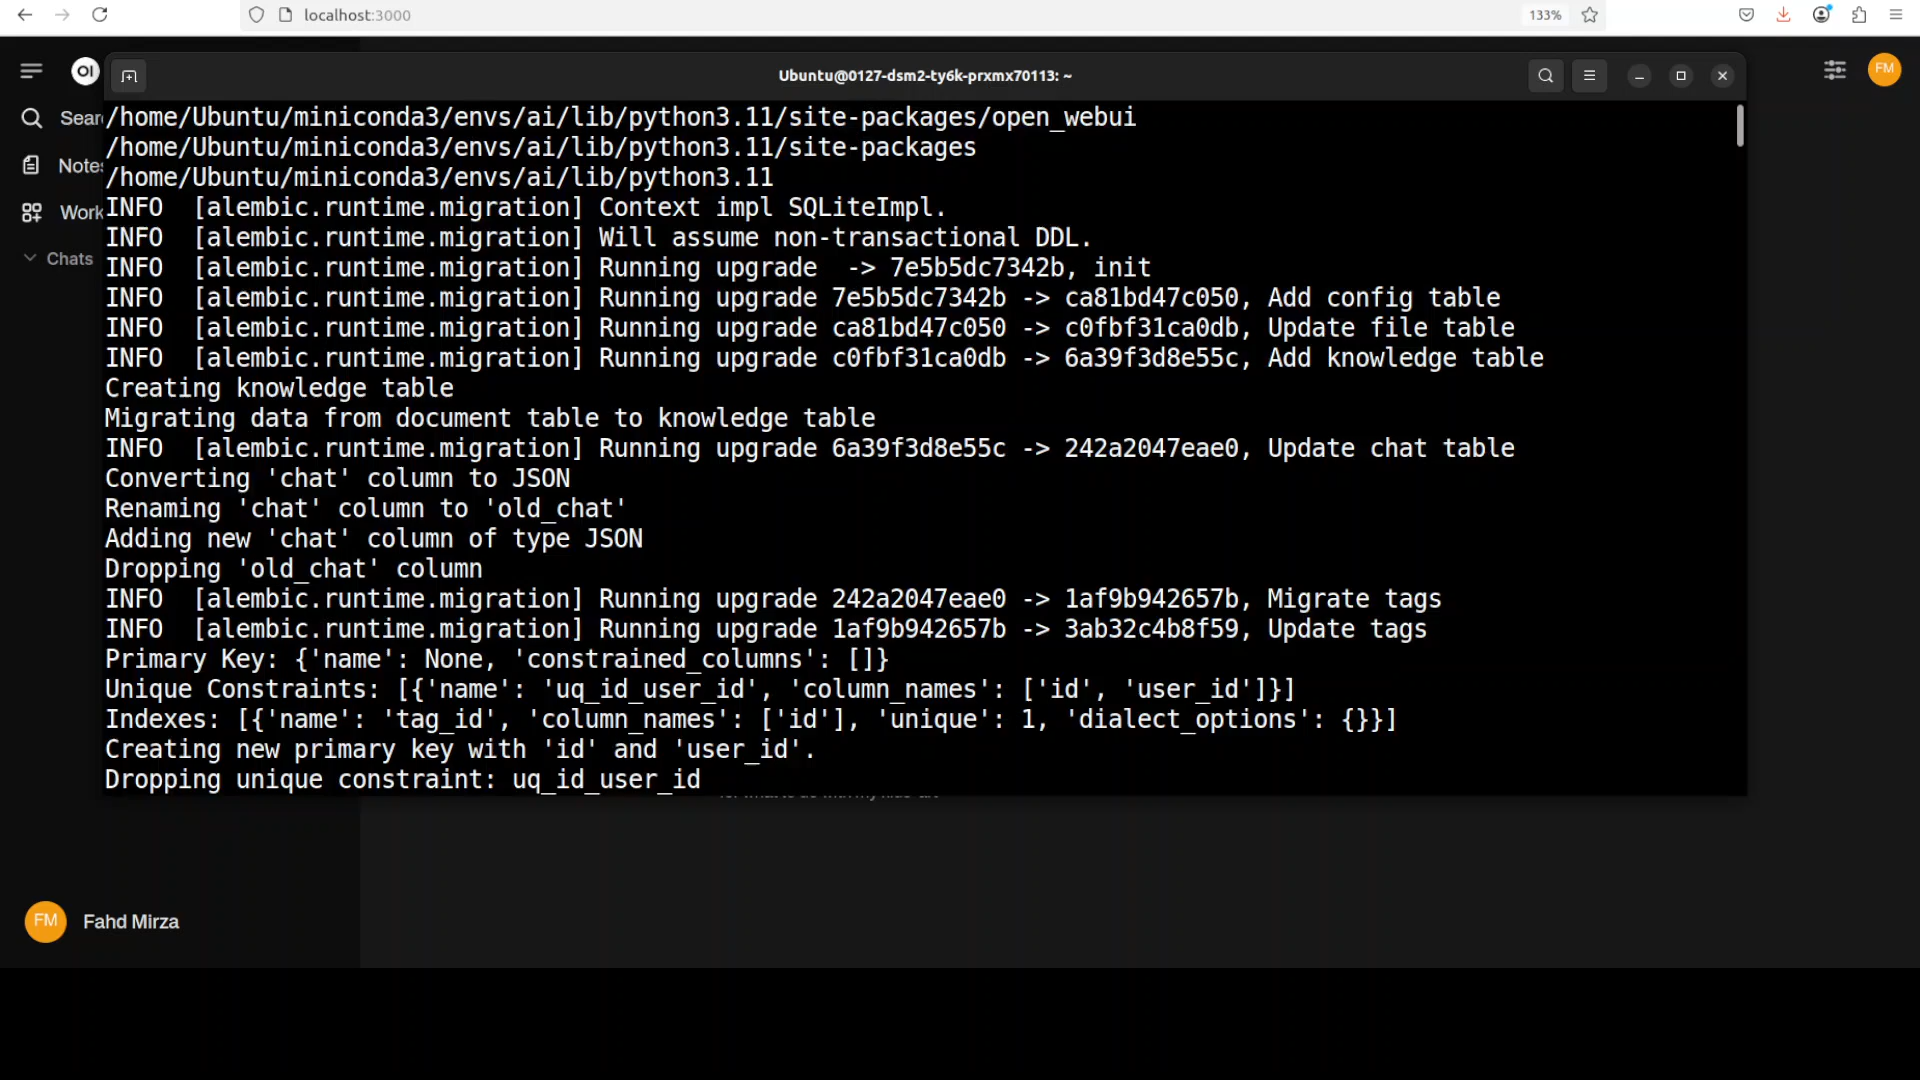 localhost:3000
133%
OI
Ubuntu@0127-dsm2-ty6k-prxmx70113: ~
FM
Sear
Notes
Work
Chats
/home/Ubuntu/miniconda3/envs/ai/lib/python3.11/site-packages/open_webui
/home/Ubuntu/miniconda3/envs/ai/lib/python3.11/site-packages
/home/Ubuntu/miniconda3/envs/ai/lib/python3.11
INFO  [alembic.runtime.migration] Context impl SQLiteImpl.
INFO  [alembic.runtime.migration] Will assume non-transactional DDL.
INFO  [alembic.runtime.migration] Running upgrade  -> 7e5b5dc7342b, init
INFO  [alembic.runtime.migration] Running upgrade 7e5b5dc7342b -> ca81bd47c050, Add config table
INFO  [alembic.runtime.migration] Running upgrade ca81bd47c050 -> c0fbf31ca0db, Update file table
INFO  [alembic.runtime.migration] Running upgrade c0fbf31ca0db -> 6a39f3d8e55c, Add knowledge table
Creating knowledge table
Migrating data from document table to knowledge table
INFO  [alembic.runtime.migration] Running upgrade 6a39f3d8e55c -> 242a2047eae0, Update chat table
Converting 'chat' column to JSON
Renaming 'chat' column to 'old_chat'
Adding new 'chat' column of type JSON
Dropping 'old_chat' column
INFO  [alembic.runtime.migration] Running upgrade 242a2047eae0 -> 1af9b942657b, Migrate tags
INFO  [alembic.runtime.migration] Running upgrade 1af9b942657b -> 3ab32c4b8f59, Update tags
Primary Key: {'name': None, 'constrained_columns': []}
Unique Constraints: [{'name': 'uq_id_user_id', 'column_names': ['id', 'user_id']}]
Indexes: [{'name': 'tag_id', 'column_names': ['id'], 'unique': 1, 'dialect_options': {}}]
Creating new primary key with 'id' and 'user_id'.
Dropping unique constraint: uq_id_user_id
FM
Fahd Mirza